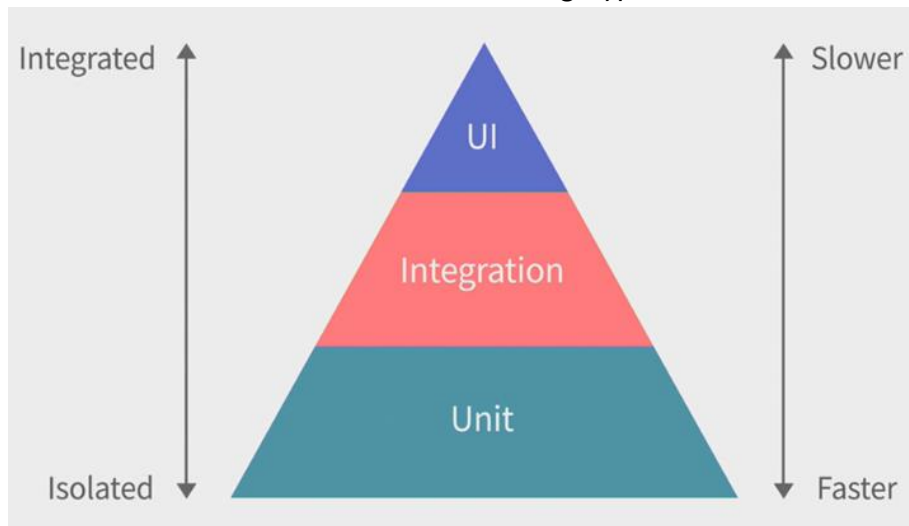 Integrated
Slower
UI
Integration
Unit
Isolated
Faster